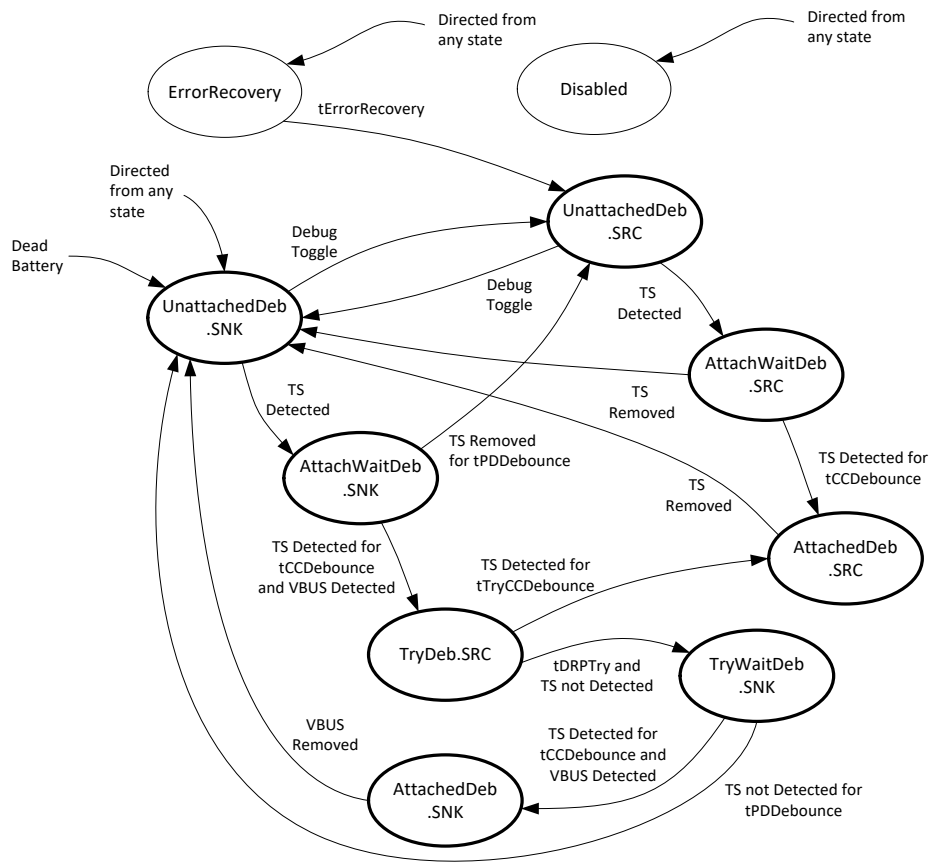 Directed from
any state
Directed from
any state
ErrorRecovery
Disabled
tErrorRecovery
Directed
from any
state
UnattachedDeb
.SRC
Dead
Battery
Debug
Toggle
Debug
Toggle
UnattachedDeb
.SNK
TS
Detected
AttachWaitDeb
.SRC
TS
Detected
TS
Removed
TS Removed
for tPDDebounce
AttachWaitDeb
.SNK
TS Detected for
tCCDebounce
TS
Removed
AttachedDeb
.SRC
TS Detected for
tCCDebounce
and VBUS Detected
TS Detected for
tTryCCDebounce
TryDeb.SRC
tDRPTry and
TS not Detected
TryWaitDeb
.SNK
VBUS
Removed
TS Detected for
tCCDebounce and
VBUS Detected
TS not Detected for
tPDDebounce
AttachedDeb
.SNK